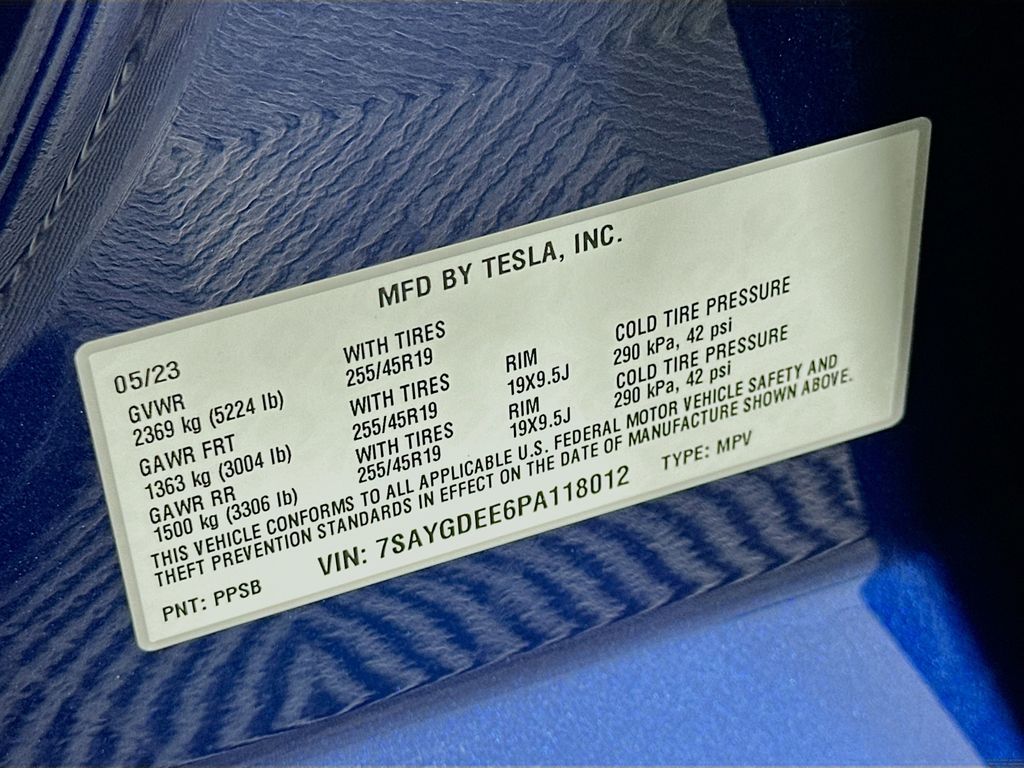 MFD BY TESLA, INC.
05/23
GVWR
2369 kg (5224 lb)
GAWR FRT
1363 kg (3004 lb)
GAWR RR
1500 kg (3306 lb)
WITH TIRES
255/45R19
WITH TIRES
255/45R19
WITH TIRES
255/45R19
RIM
19X9.5J
RIM
19X9.5J
COLD TIRE PRESSURE
290 kPa, 42 psi
COLD TIRE PRESSURE
290 kPa, 42 psi
THIS VEHICLE CONFORMS TO ALL APPLICABLE U.S. FEDERAL MOTOR VEHICLE SAFETY AND
THEFT PREVENTION STANDARDS IN EFFECT ON THE DATE OF MANUFACTURE SHOWN ABOVE.
VIN: 7SAYGDEE6PA118012
TYPE: MPV
PNT: PPSB